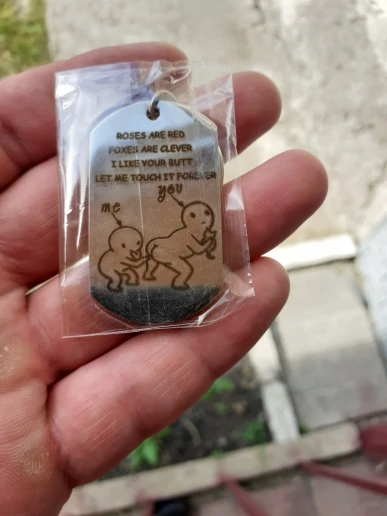 ROSES ARE RED
FOXES ARE CLEVER
I LIKE YOUR BUTT
LET ME TOUCH IT FOREVER
you
me